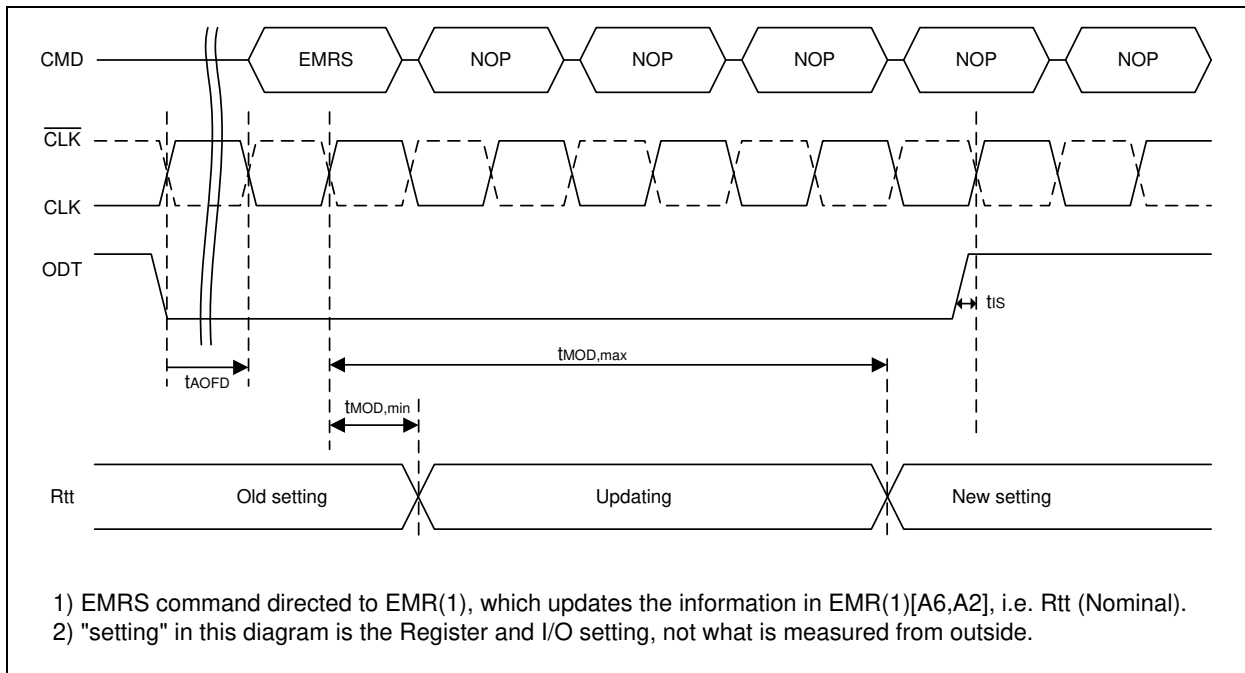 CMD EMRS NOP NOP NOP NOP NOP
CLK
CLK
ODT
tIS
tMOD,max
tAOFD
tMOD,min
Rtt Old setting Updating New setting
1) EMRS command directed to EMR(1), which updates the information in EMR(1)[A6,A2], i.e. Rtt (Nominal).
2) "setting" in this diagram is the Register and I/O setting, not what is measured from outside.